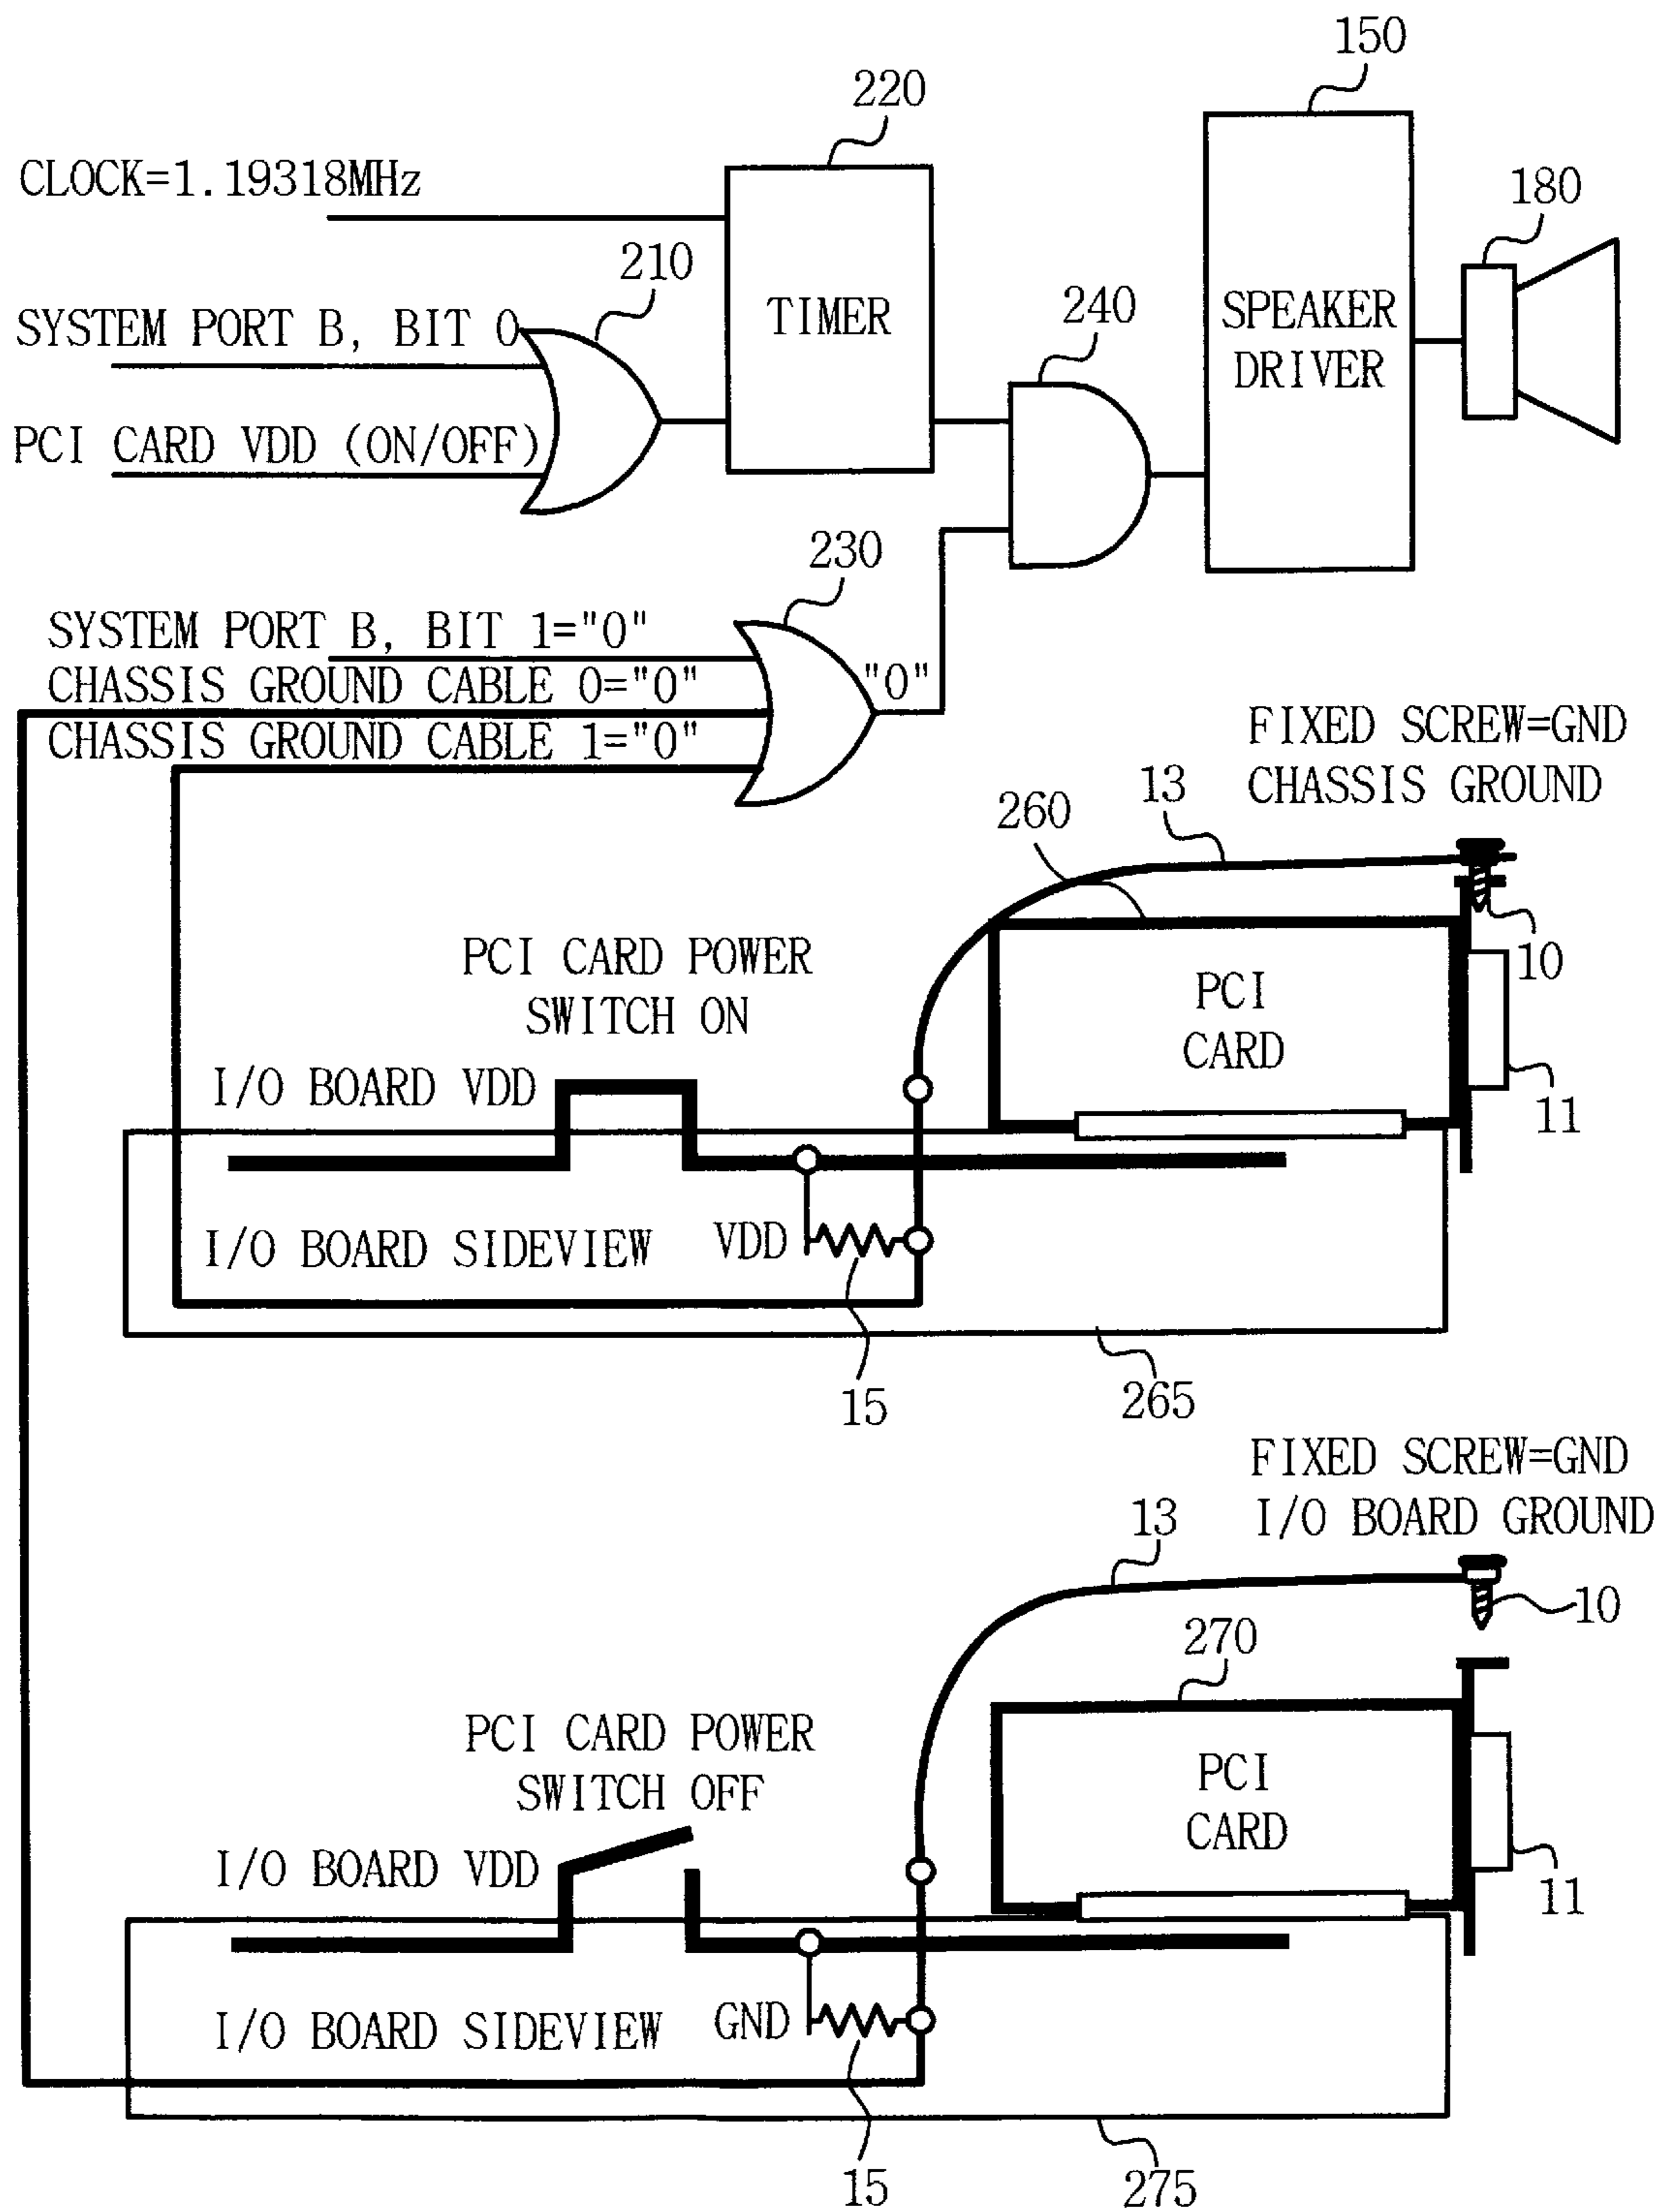 150
220
CLOCK=1.19318MHz
180
210
240
TIMER
SPEAKER
DRIVER
SYSTEM PORT B, BIT 0
PCI CARD VDD (ON/OFF)
230
SYSTEM PORT B, BIT 1="0"
CHASSIS GROUND CABLE 0="0"
"0"
CHASSIS GROUND CABLE 1="0"
FIXED SCREW=GND
CHASSIS GROUND
13
260
10
PCI CARD POWER
SWITCH ON
PCI
CARD
I/O BOARD VDD
11
I/O BOARD SIDEVIEW
VDD
15
265
FIXED SCREW=GND
I/O BOARD GROUND
13
10
270
PCI CARD POWER
SWITCH OFF
PCI
CARD
I/O BOARD VDD
11
I/O BOARD SIDEVIEW
GND
15
275